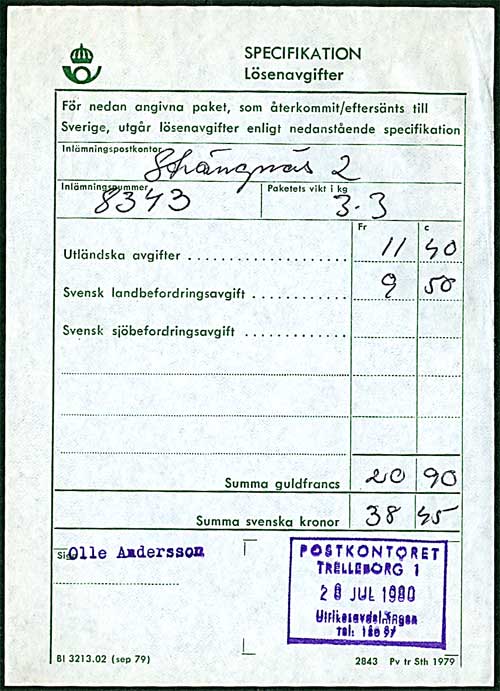 SPECIFIKATION
Lösenavgifter
För nedan angivna paket, som återkommit/eftersänts till
Sverige, utgår lösenavgifter enligt nedanstående specifikation
Inlämningspostkontor
Strängnäs 2
Inlämningsnummer Paketets vikt i kg
8343 3.3
Fr c
Utländska avgifter 11 40
Svensk landbefordringsavgift 9 50
Svensk sjöbefordringsavgift
Summa guldfrancs 20 90
Summa svenska kronor 38 45
Olle Andersson
POSTKONTORET
TRELLEBORG 1
28 JUL 1980
Utrikesavdelningen
Tel:
BI 3213.02 (sep 79) 2843 Pv tr Sth 1979